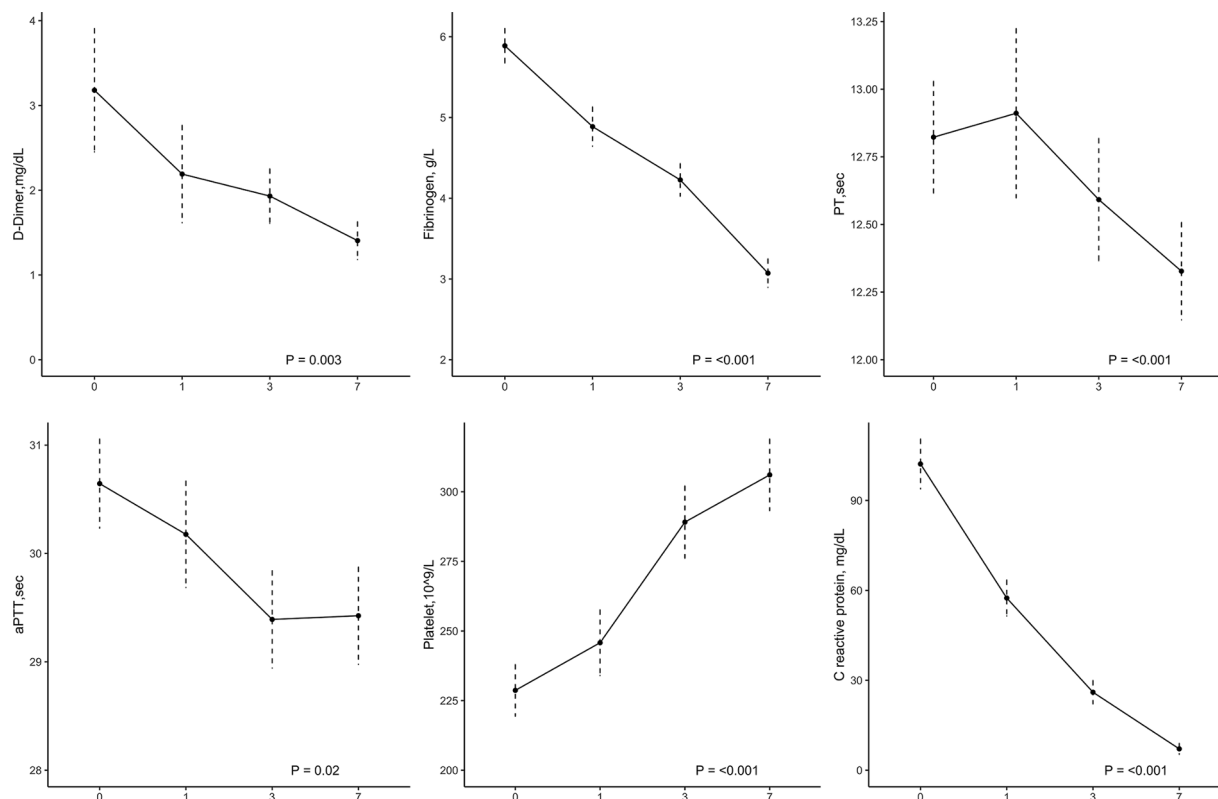 D-Dimer,mg/dL
4
3
2
1
0
P = 0.003
0 1 3 7
Fibrinogen, g/L
6
5
4
3
2
P = <0.001
0 1 3 7
PT,sec
13.25
13.00
12.75
12.50
12.25
12.00
P = <0.001
0 1 3 7
aPTT,sec
31
30
29
28
P = 0.02
0 1 3 7
Platelet,10^9/L
300
275
250
225
200
P = <0.001
0 1 3 7
C reactive protein, mg/dL
90
60
30
0
P = <0.001
0 1 3 7